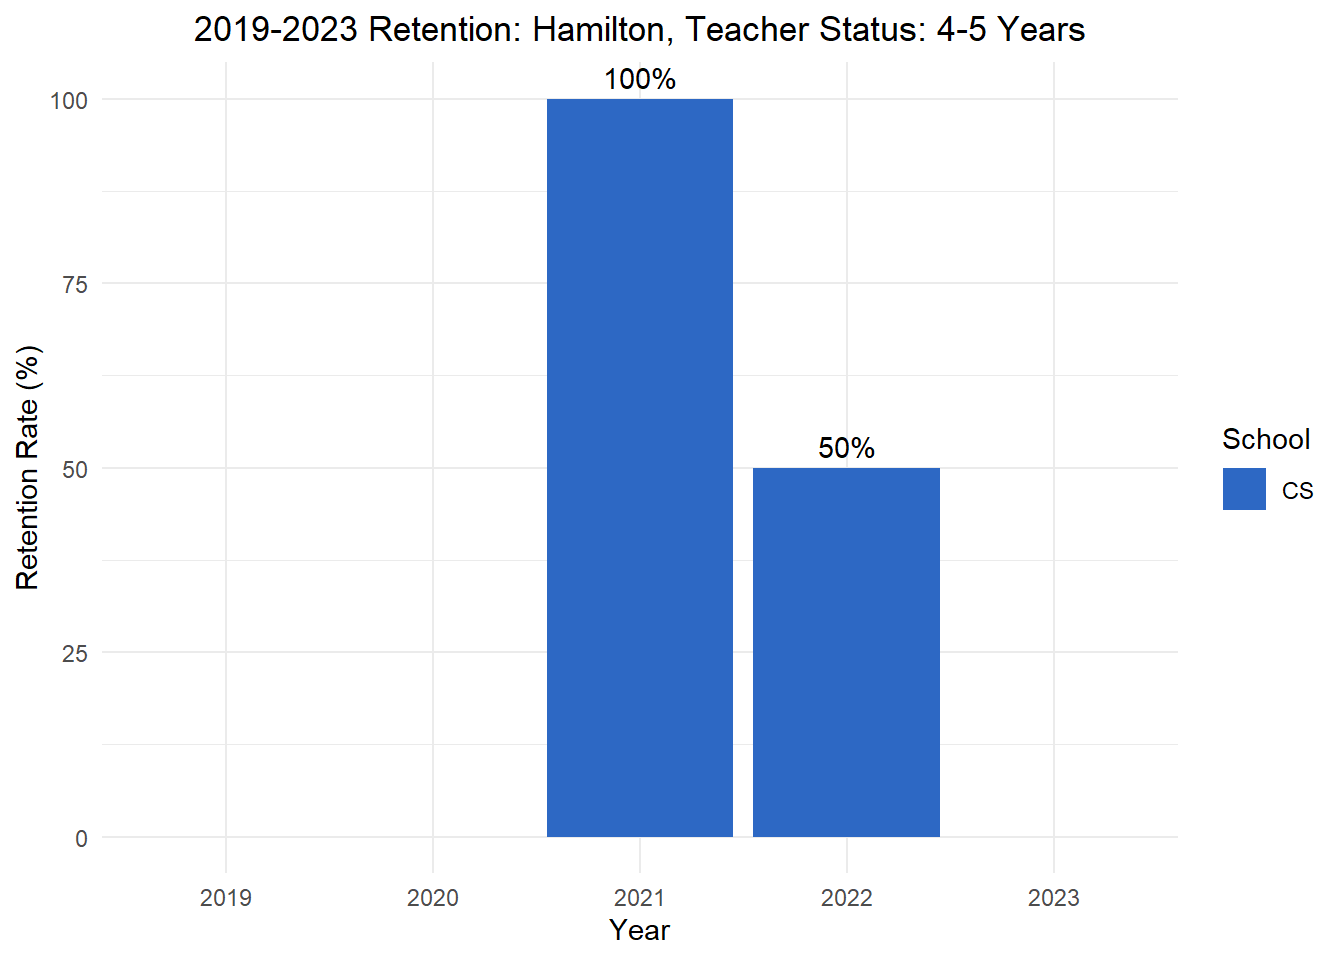 2019-2023 Retention: Hamilton, Teacher Status: 4-5 Years
100%
100
75
50%
50
25
0
Retention Rate (%)
School
CS
2019 2020 2021 2022 2023
Year